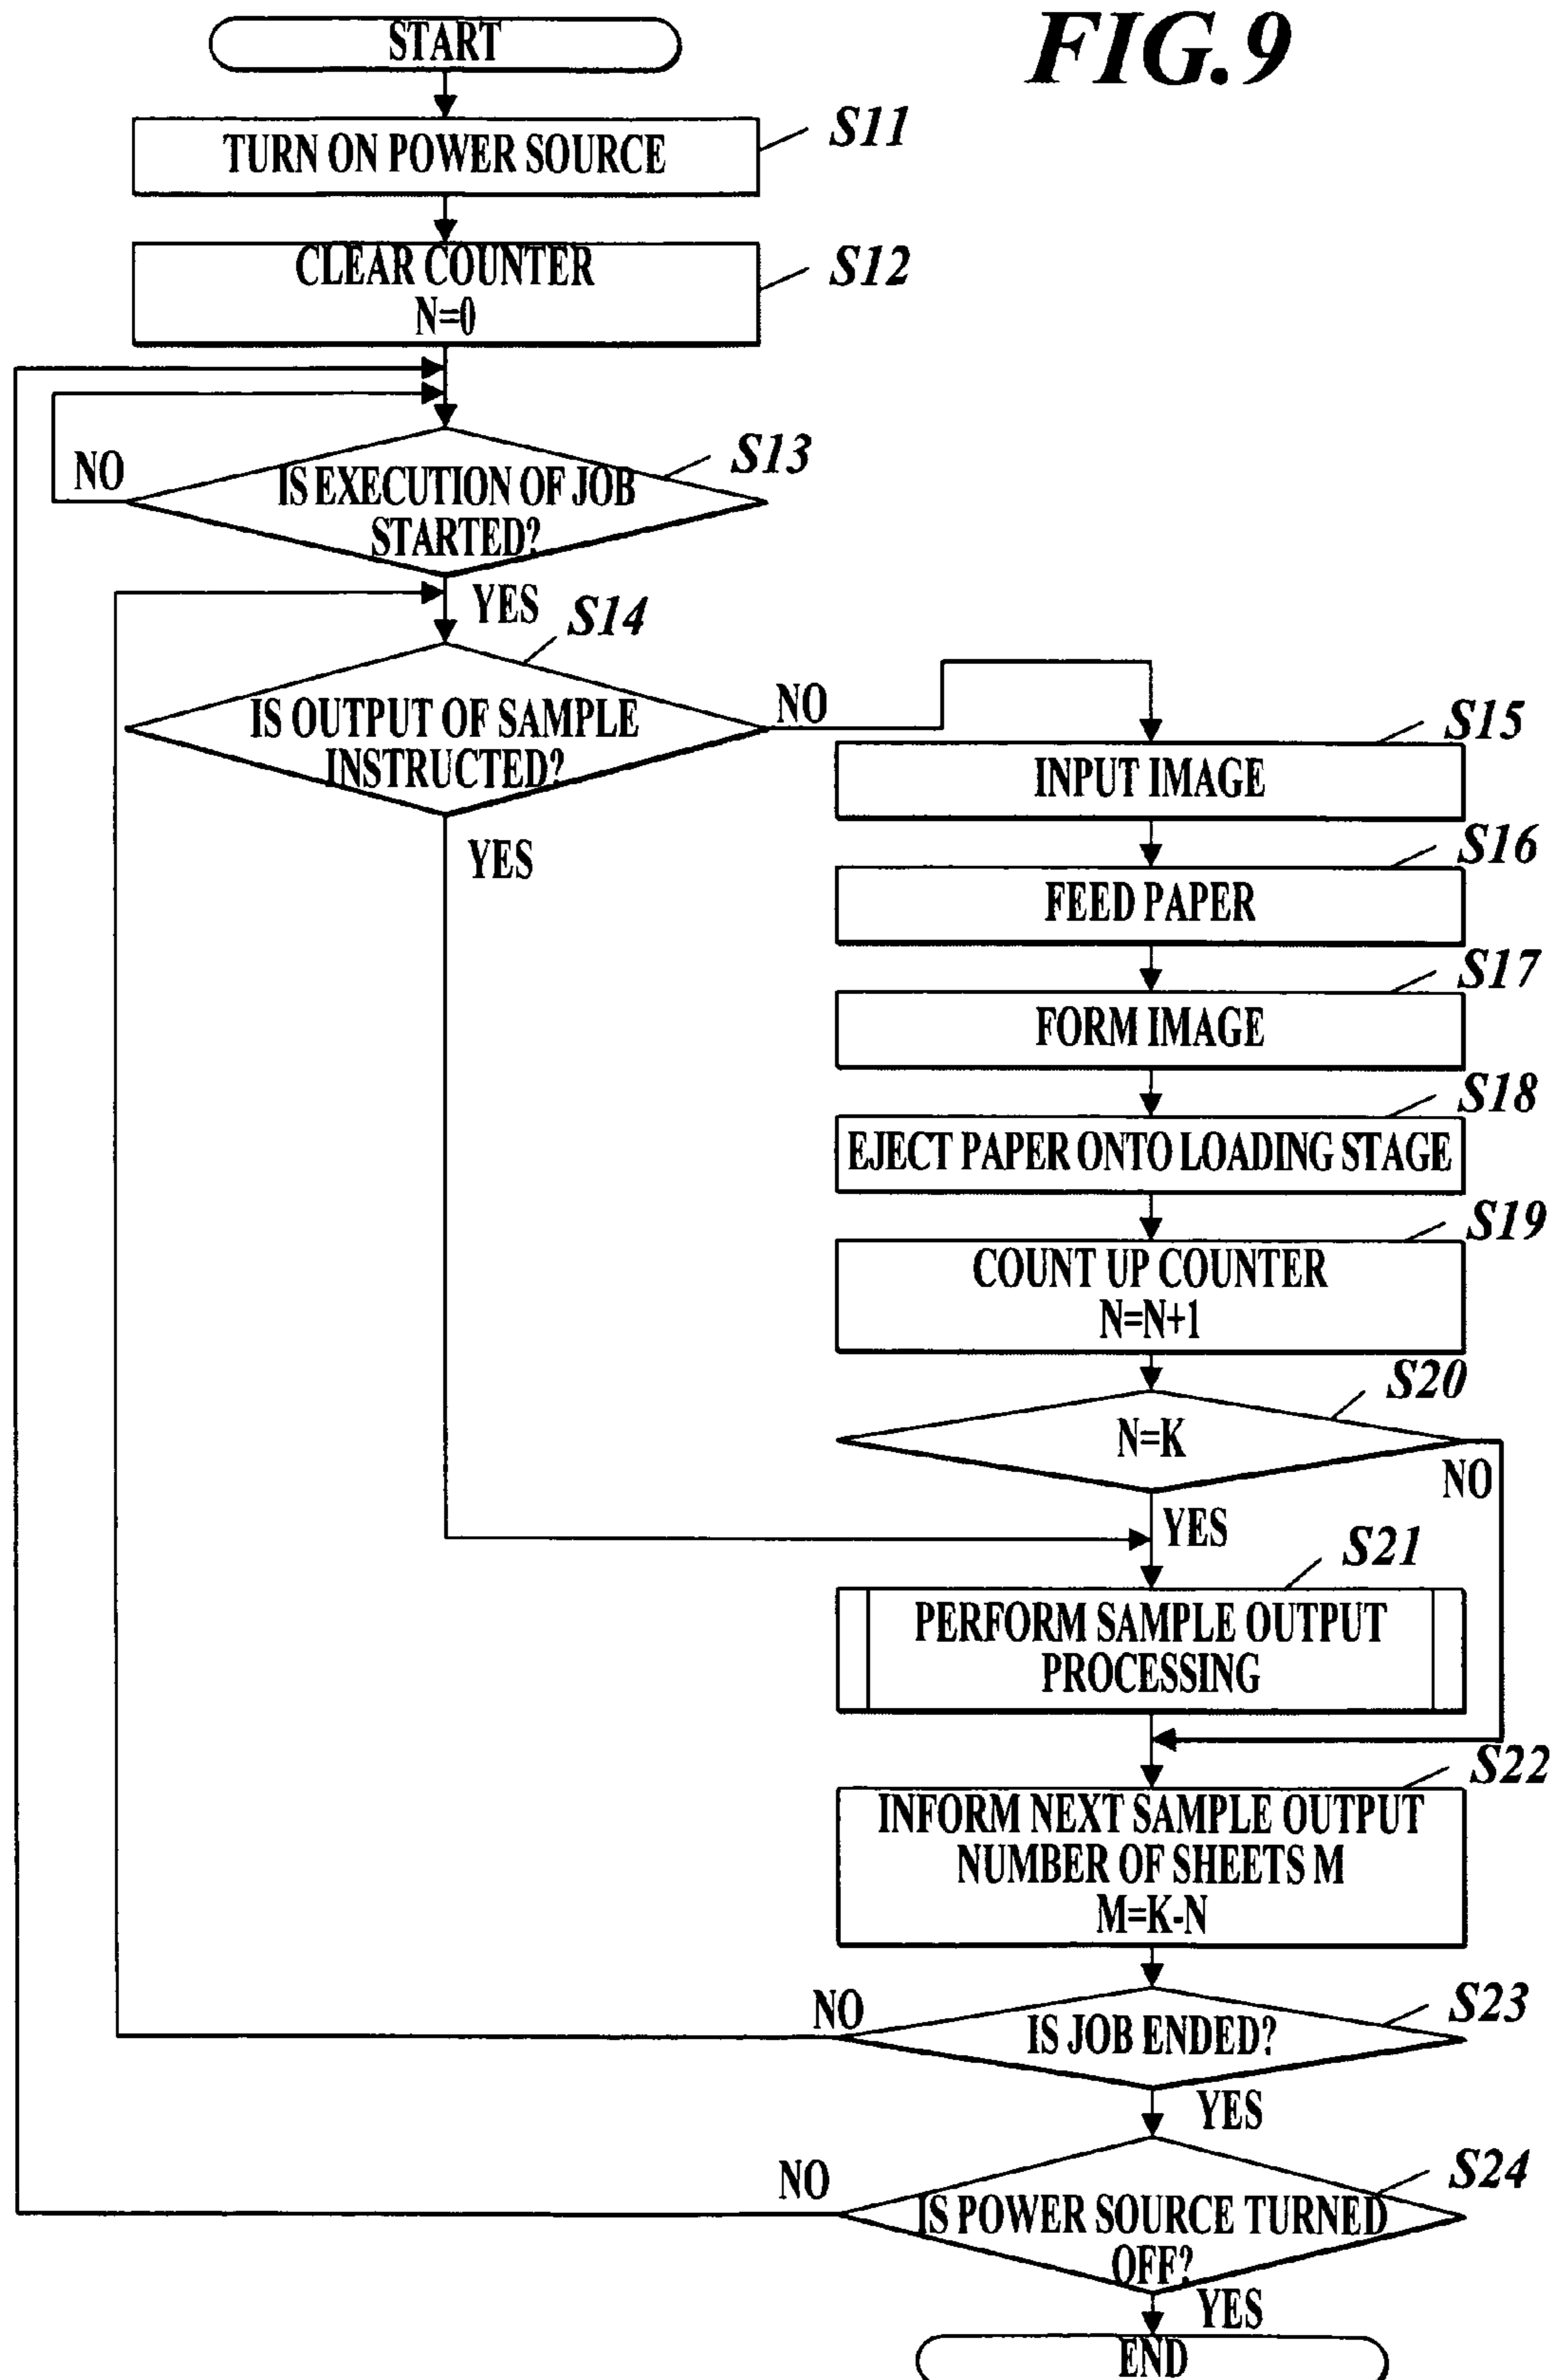 FIG.9
START
TURN ON POWER SOURCE
S11
CLEAR COUNTER
N=0
S12
IS EXECUTION OF JOB
STARTED?
S13
NO
YES
IS OUTPUT OF SAMPLE
INSTRUCTED?
S14
NO
YES
INPUT IMAGE
S15
FEED PAPER
S16
FORM IMAGE
S17
EJECT PAPER ONTO LOADING STAGE
S18
COUNT UP COUNTER
N=N+1
S19
N=K
S20
NO
YES
PERFORM SAMPLE OUTPUT
PROCESSING
S21
INFORM NEXT SAMPLE OUTPUT
NUMBER OF SHEETS M
M=K-N
S22
IS JOB ENDED?
S23
NO
YES
IS POWER SOURCE TURNED
OFF?
S24
NO
YES
END